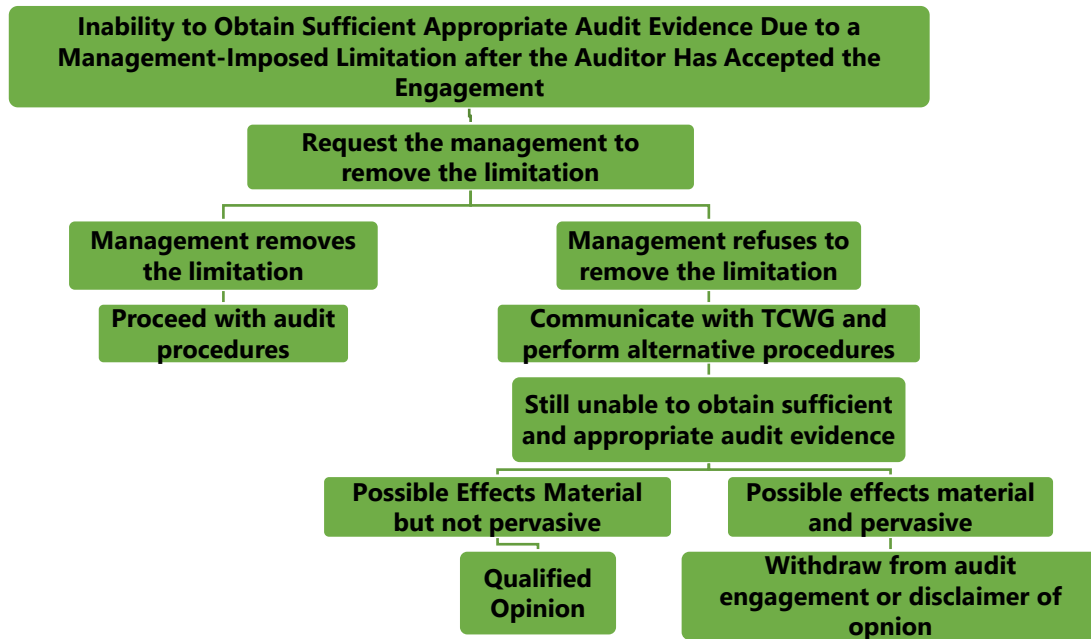 Inability to Obtain Sufficient Appropriate Audit Evidence Due to a
Management-Imposed Limitation after the Auditor Has Accepted the
Engagement
Request the management to
remove the limitation
Management removes
the limitation
Management refuses to
remove the limitation
Proceed with audit
procedures
Communicate with TCWG and
perform alternative procedures
Still unable to obtain sufficient
and appropriate audit evidence
Possible Effects Material
but not pervasive
Possible effects material
and pervasive
Qualified
Opinion
Withdraw from audit
engagement or disclaimer of
opnion